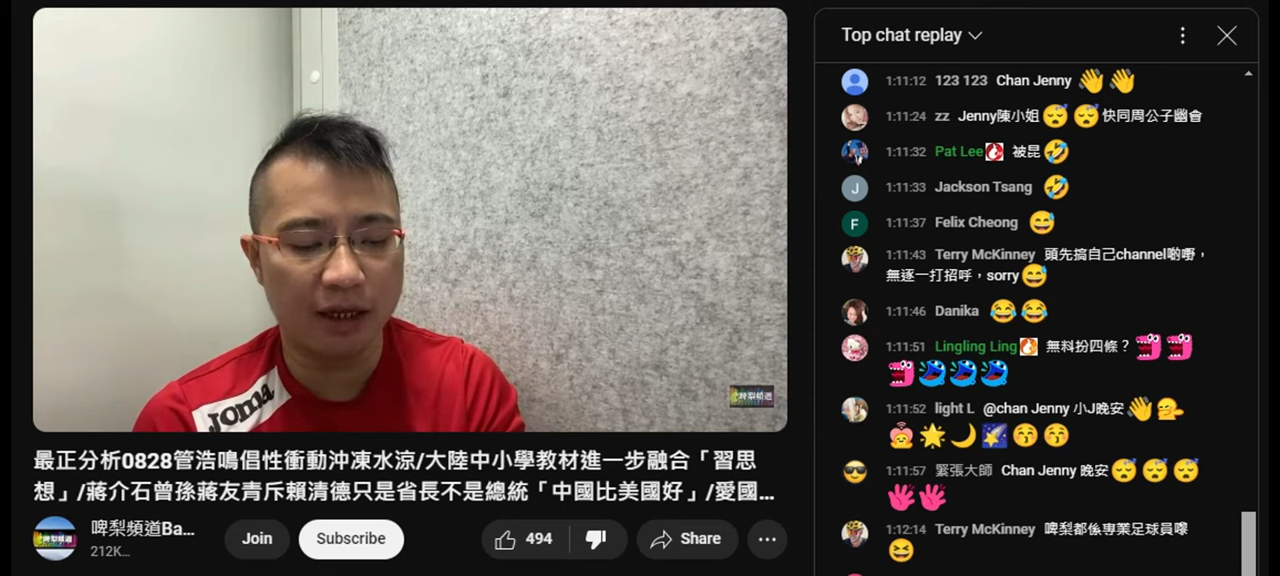 Joma
啤梨頻道
最正分析0828管浩鳴倡性衝動沖凍水涼/大陸中小學教材進一步融合「習思
想」/蔣介石曾孫蔣友青斥賴清德只是省長不是總統「中國比美國好」/愛國...
啤梨頻道Ba...
212K...
Join
Subscribe
494
Share
Top chat replay
1:11:12 123 123 Chan Jenny 👋👋
1:11:24 zz Jenny陳小姐😴😴快同周公子幽會
1:11:32 Pat Lee 被昆🤣
J 1:11:33 Jackson Tsang 🤣
F 1:11:37 Felix Cheong 😅
1:11:43 Terry McKinney 頭先搞自己channel啲嘢，
無逐一打招呼，sorry😅
1:11:46 Danika 😂😂
1:11:51 Lingling Ling 無料扮四條？
1:11:52 light L @chan Jenny 小J晚安👋
🌟🌙🌠😚😚
1:11:57 緊張大師 Chan Jenny 晚安😴😴😴
1:12:14 Terry McKinney 啤梨都係專業足球員嚟
😆